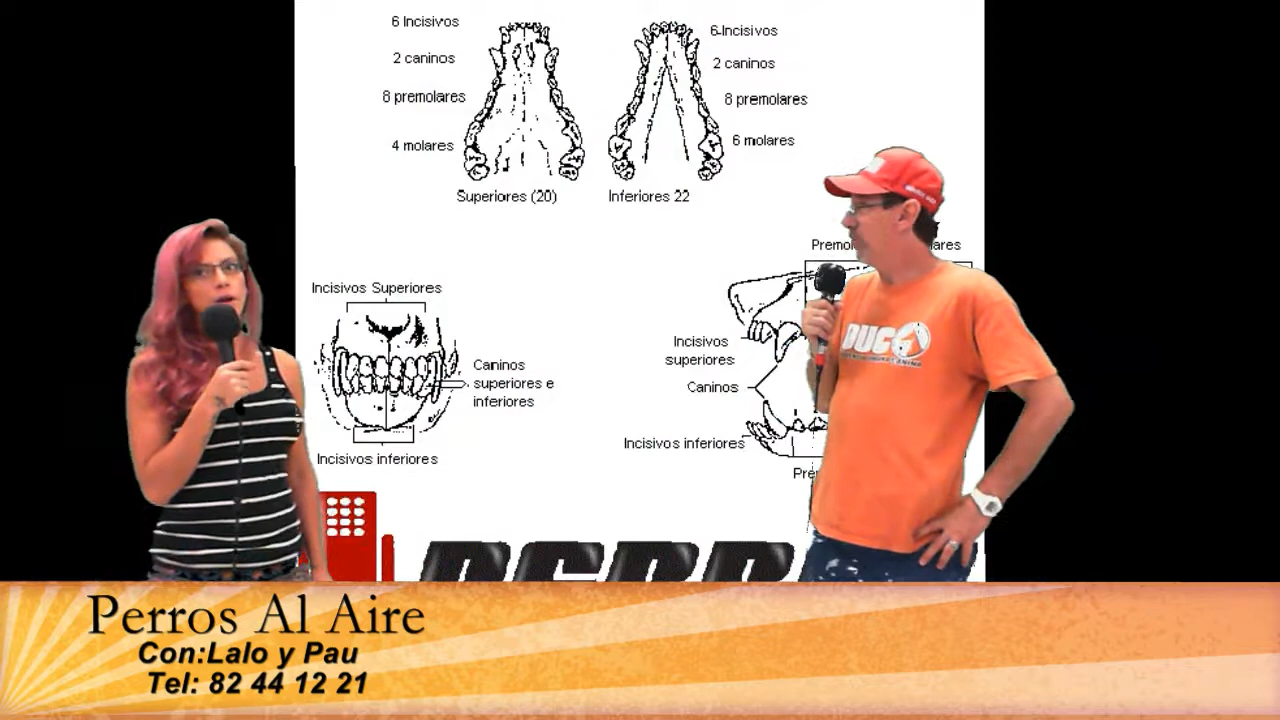 6 Incisivos
2 caninos
8 premolares
4 molares
Superiores (20)
6 Incisivos
2 caninos
8 premolares
6 molares
Inferiores 22
Incisivos Superiores
Caninos
superiores e
inferiores
Incisivos inferiores
Incisivos
superiores
Caninos
Incisivos inferiores
DUCO
Perros Al Aire
Con:Lalo y Pau
Tel: 82 44 12 21